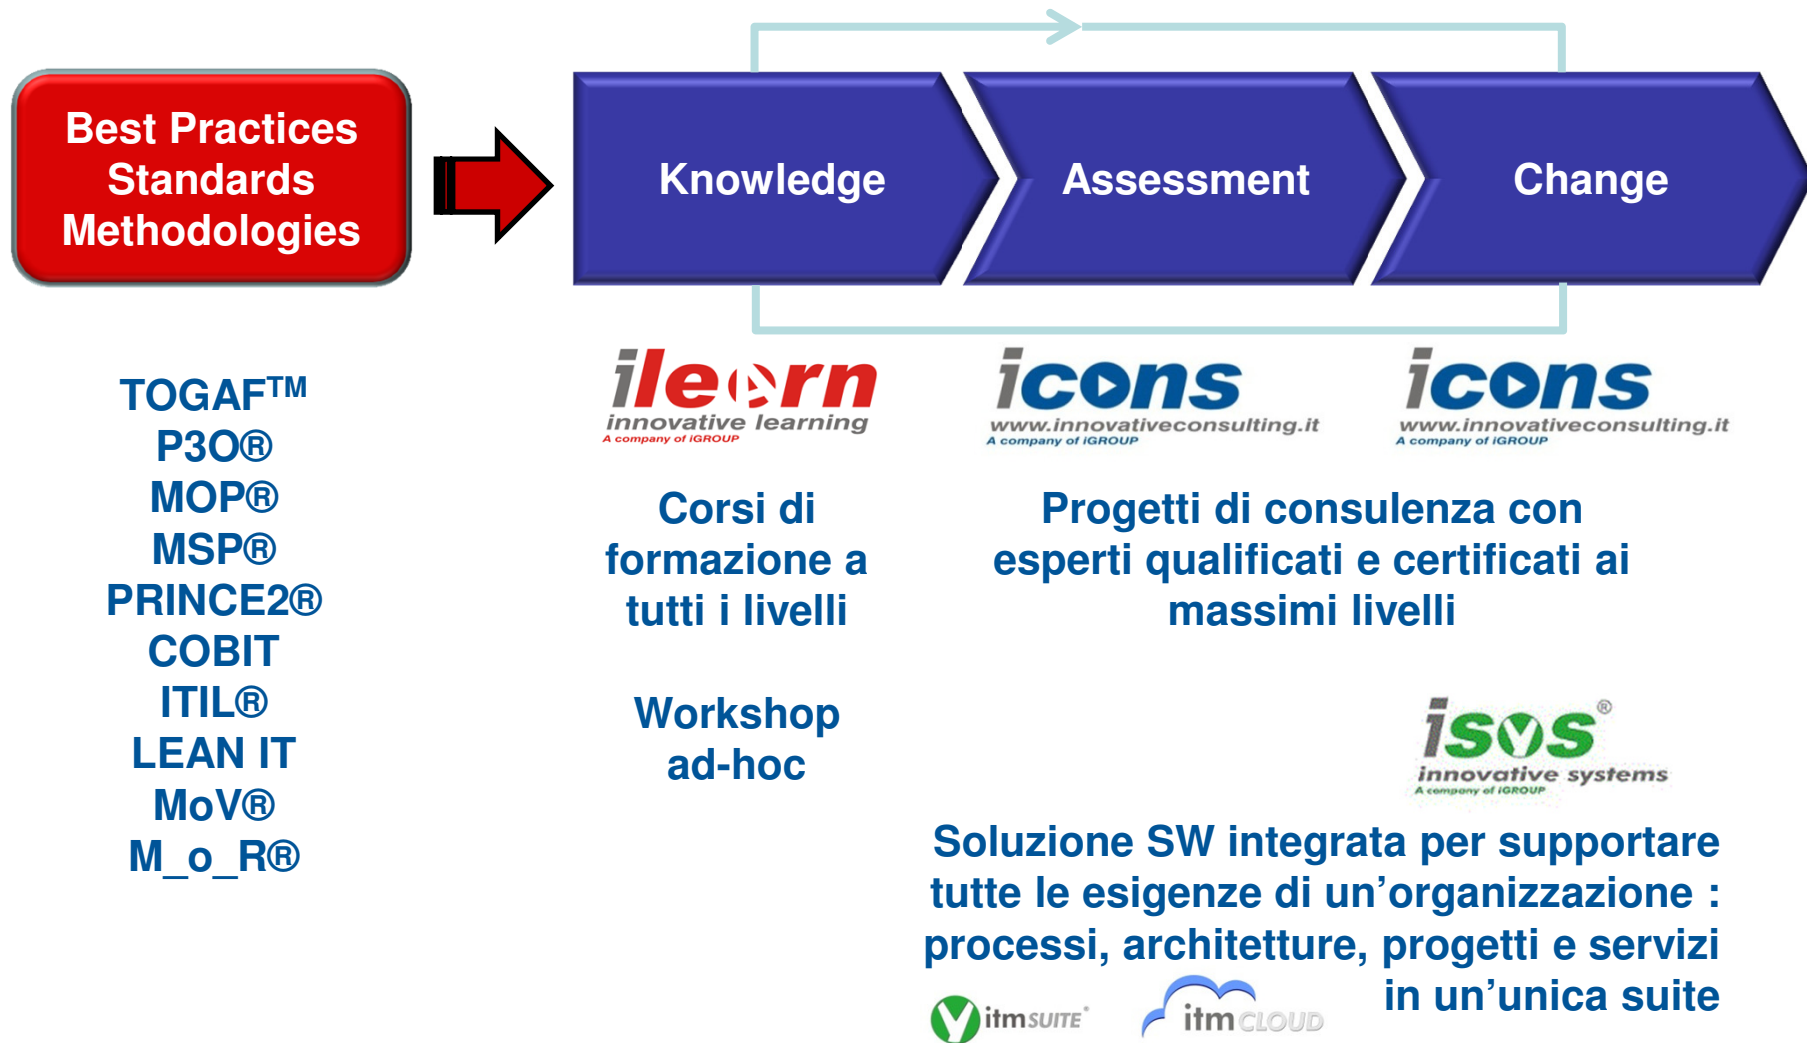 Best Practices
Standards
Methodologies
Knowledge
Assessment
Change
TOGAF™
P3O®
MOP®
MSP®
PRINCE2®
COBIT
ITIL®
LEAN IT
MoV®
M_o_R®
ilearn
innovative learning
A company of iGROUP
Corsi di
formazione a
tutti i livelli
Workshop
ad-hoc
icons
www.innovativeconsulting.it
A company of iGROUP
icons
www.innovativeconsulting.it
A company of iGROUP
Progetti di consulenza con
esperti qualificati e certificati ai
massimi livelli
isys®
innovative systems
A company of iGROUP
Soluzione SW integrata per supportare
tutte le esigenze di un’organizzazione :
processi, architetture, progetti e servizi
in un’unica suite
itmSUITE®
itmCLOUD